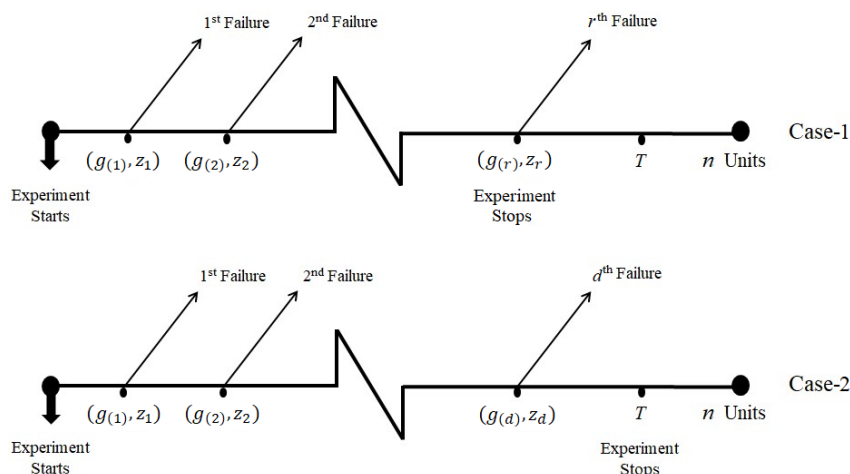 1st Failure
2nd Failure
rth Failure
Case-1
(g(1), z1)
(g(2), z2)
(g(r), zr)
T
n Units
Experiment
Starts
Experiment
Stops
1st Failure
2nd Failure
dth Failure
Case-2
(g(1), z1)
(g(2), z2)
(g(d), zd)
T
n Units
Experiment
Starts
Experiment
Stops